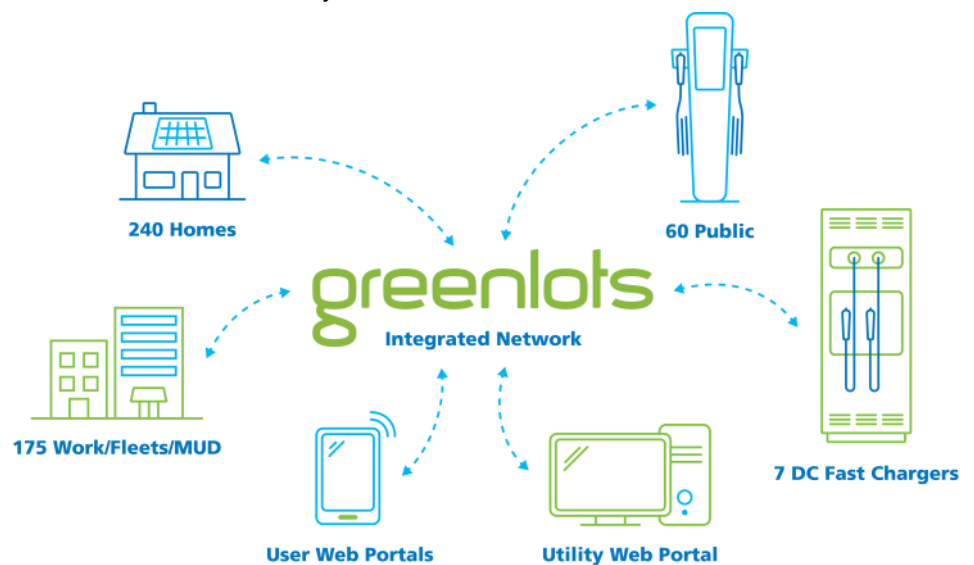 240 Homes
60 Public
greenlots
Integrated Network
175 Work/Fleets/MUD
7 DC Fast Chargers
User Web Portals
Utility Web Portal